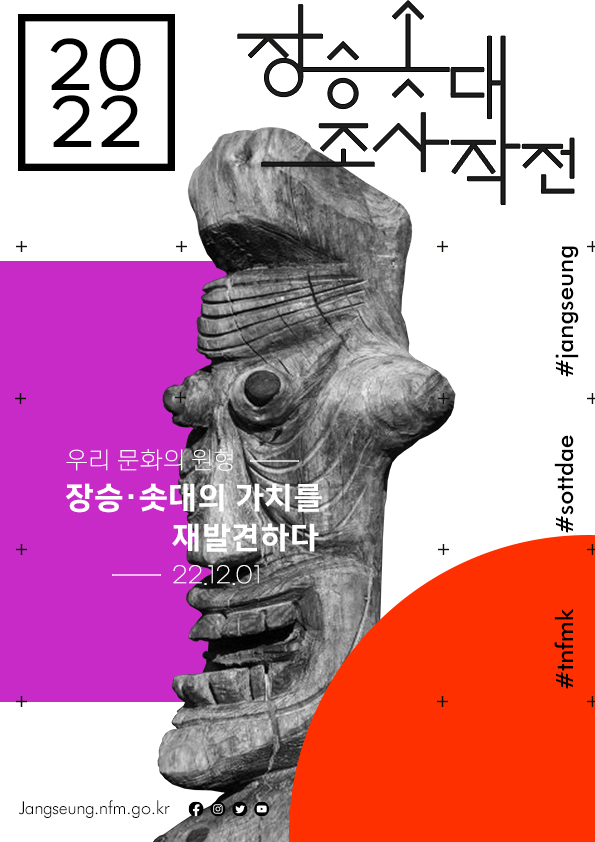 20
22
장승솟대
조사작전
#jangseung
#sottdae
#tnfmk
우리 문화의 원형
장승·솟대의 가치를
재발견하다
22.12.01
Jangseung.nfm.go.kr